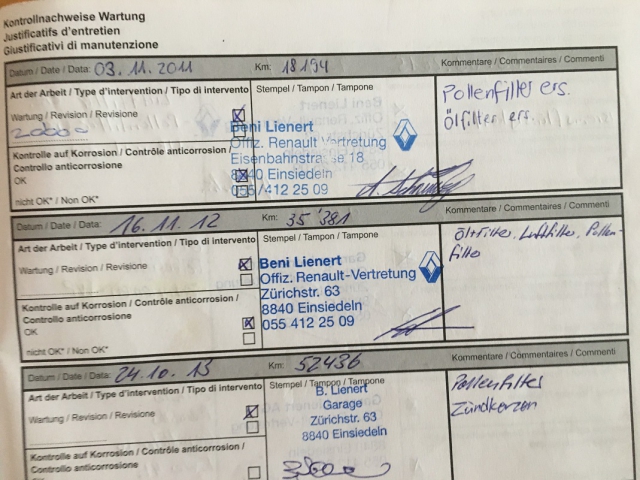 Kontrollnachweise Wartung
Justificatifs d'entretien
Giustificativi di manutenzione
Datum / Date / Data: 03.11.2011 Km: 18194 Kommentare / Commentaires / Commenti
Art der Arbeit / Type d'intervention / Tipo di intervento Stempel / Tampon / Timbro
Pollenfilter ers.
Wartung / Revision / Revisione
Ölfilter ers.
20000
Beni Lienert
Offiz. Renault Vertretung
Eisenbahnstrasse 18
8840 Einsiedeln
055/412 25 09
Kontrolle auf Korrosion / Contrôle anticorrosion /
Controllo anticorrosione
OK
nicht OK* / Non OK*
Datum / Date / Data: 16.11.12 Km: 35'381 Kommentare / Commentaires / Commenti
Art der Arbeit / Type d'intervention / Tipo di intervento Stempel / Tampon / Timbro
Ölfilter, Luftfilter, Pollen-
filter
Wartung / Revision / Revisione
Beni Lienert
Offiz. Renault-Vertretung
Zürichstr. 63
8840 Einsiedeln
055 412 25 09
Kontrolle auf Korrosion / Contrôle anticorrosion /
Controllo anticorrosione
OK
nicht OK* / Non OK*
Datum / Date / Data: 24.10.13 Km: 52436 Kommentare / Commentaires / Commenti
Art der Arbeit / Type d'intervention / Tipo di intervento Stempel / Tampon / Timbro
Pollenfilter
Zündkerzen
Wartung / Revision / Revisione
B. Lienert
Garage
Zürichstr. 63
8840 Einsiedeln
Kontrolle auf Korrosion / Contrôle anticorrosion /
Controllo anticorrosione